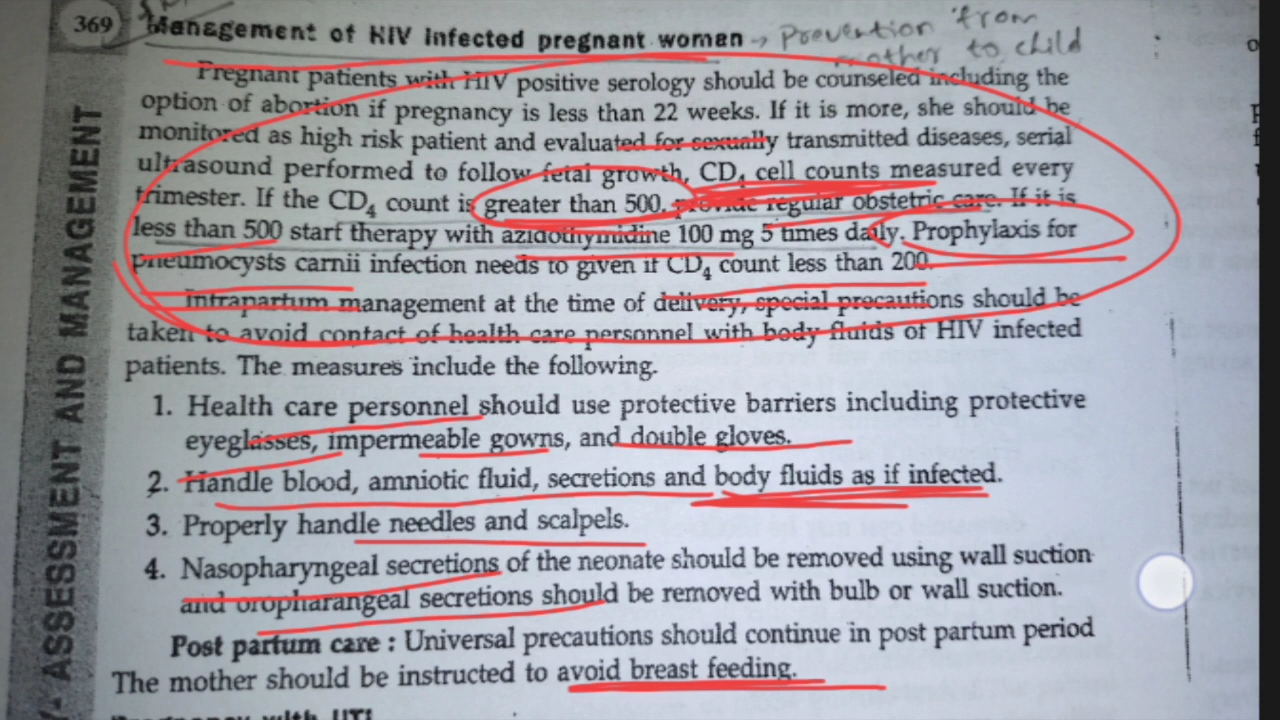 369 Management of HIV infected pregnant women → Prevention from
mother to child
Pregnant patients with HIV positive serology should be counseled including the
option of abortion if pregnancy is less than 22 weeks. If it is more, she should be
monitored as high risk patient and evaluated for sexually transmitted diseases, serial
ultrasound performed to follow fetal growth, CD4 cell counts measured every
trimester. If the CD4 count is greater than 500, provide regular obstetric care. If it is
less than 500 start therapy with azidothymidine 100 mg 5 times daily. Prophylaxis for
pneumocysts carnii infection needs to given if CD4 count less than 200.
Intrapartum management at the time of delivery, special precautions should be
taken to avoid contact of health care personnel with body fluids of HIV infected
patients. The measures include the following.
1. Health care personnel should use protective barriers including protective
eyeglasses, impermeable gowns, and double gloves.
2. Handle blood, amniotic fluid, secretions and body fluids as if infected.
3. Properly handle needles and scalpels.
4. Nasopharyngeal secretions of the neonate should be removed using wall suction
and oropharangeal secretions should be removed with bulb or wall suction.
Post partum care : Universal precautions should continue in post partum period
The mother should be instructed to avoid breast feeding.
Pregnancy with UTI
ASSESSMENT AND MANAGEMENT